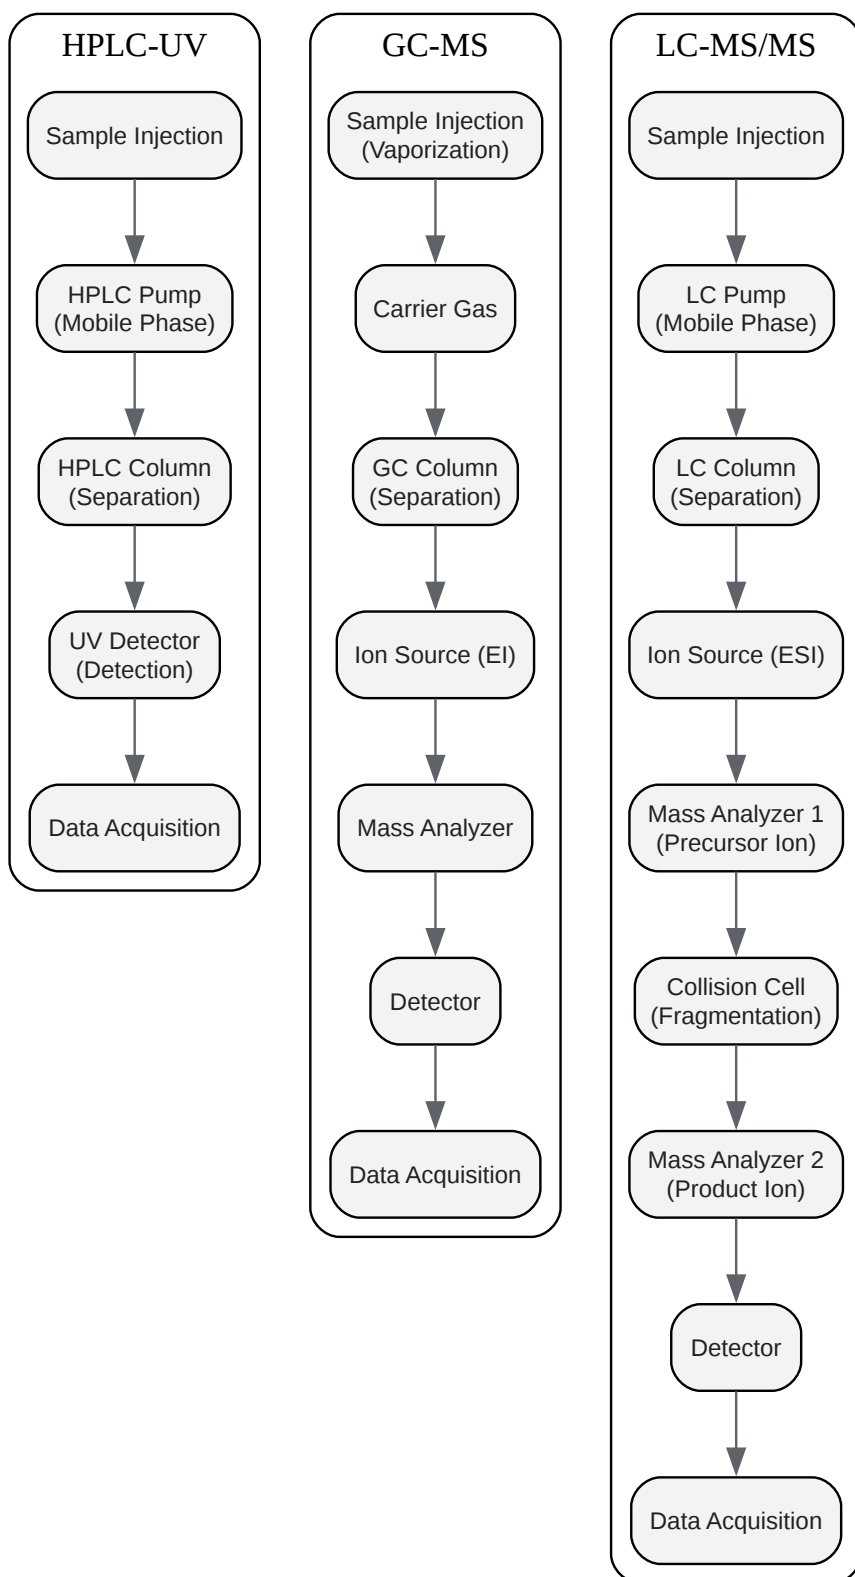 HPLC-UV
Sample Injection
HPLC Pump
(Mobile Phase)
HPLC Column
(Separation)
UV Detector
(Detection)
Data Acquisition
GC-MS
Sample Injection
(Vaporization)
Carrier Gas
GC Column
(Separation)
Ion Source (EI)
Mass Analyzer
Detector
Data Acquisition
LC-MS/MS
Sample Injection
LC Pump
(Mobile Phase)
LC Column
(Separation)
Ion Source (ESI)
Mass Analyzer 1
(Precursor Ion)
Collision Cell
(Fragmentation)
Mass Analyzer 2
(Product Ion)
Detector
Data Acquisition